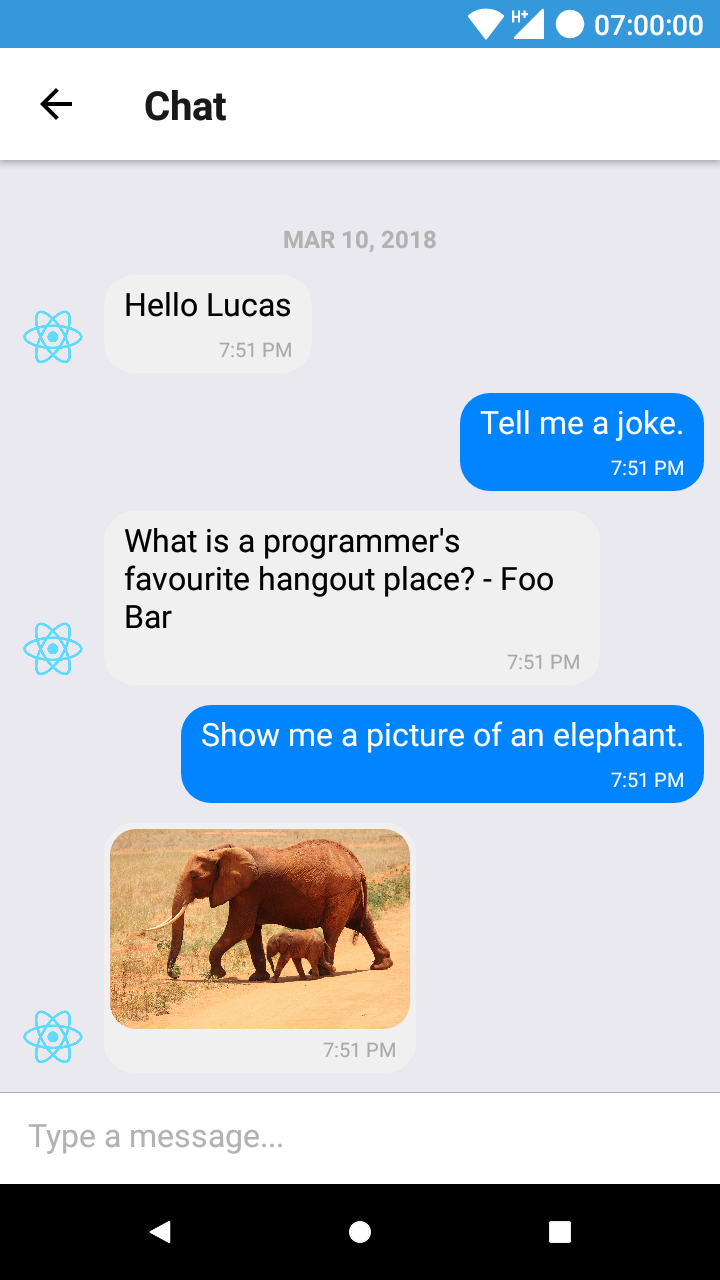 H+ 07:00:00
Chat
MAR 10, 2018
Hello Lucas
7:51 PM
Tell me a joke.
7:51 PM
What is a programmer's
favourite hangout place? - Foo
Bar
7:51 PM
Show me a picture of an elephant.
7:51 PM
7:51 PM
Type a message...